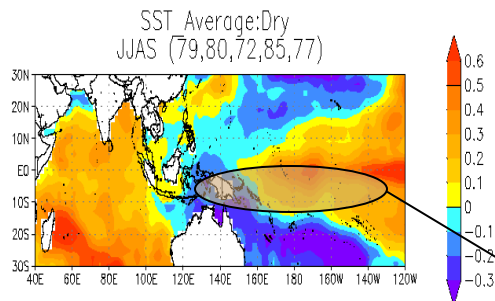 SST Average:Dry
JJAS (79,80,72,85,77)
30N
20N
10N
EQ
10S
20S
30S
40E 60E 80E 100E 120E 140E 160E 180 160W 140W 120W
0.6
0.5
0.4
0.3
0.2
0.1
0
-0.1
-0.2
-0.3